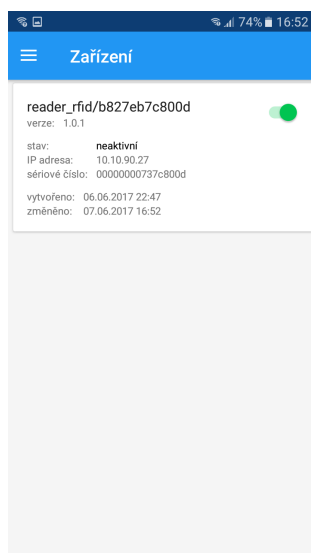 74% 16:52
Zařízení
reader_rfid/b827eb7c800d
verze: 1.0.1
stav: neaktivní
IP adresa: 10.10.90.27
sériové číslo: 00000000737c800d
vytvořeno: 06.06.2017 22:47
změněno: 07.06.2017 16:52